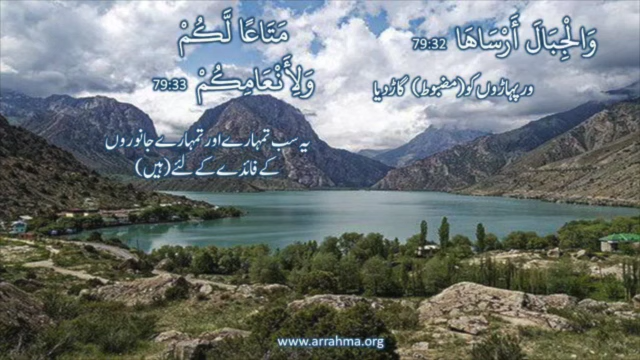 وَالْجِبَالَ أَرْسَاهَا 79:32
ور پہاڑوں کو (مضبوط) گاڑ دیا
مَتَاعًا لَّكُمْ
وَلِأَنْعَامِكُمْ 79:33
یہ سب تمہارے اور تمہارے جانوروں
کے فائدے کے لئے (ہیں)
www.arrahma.org